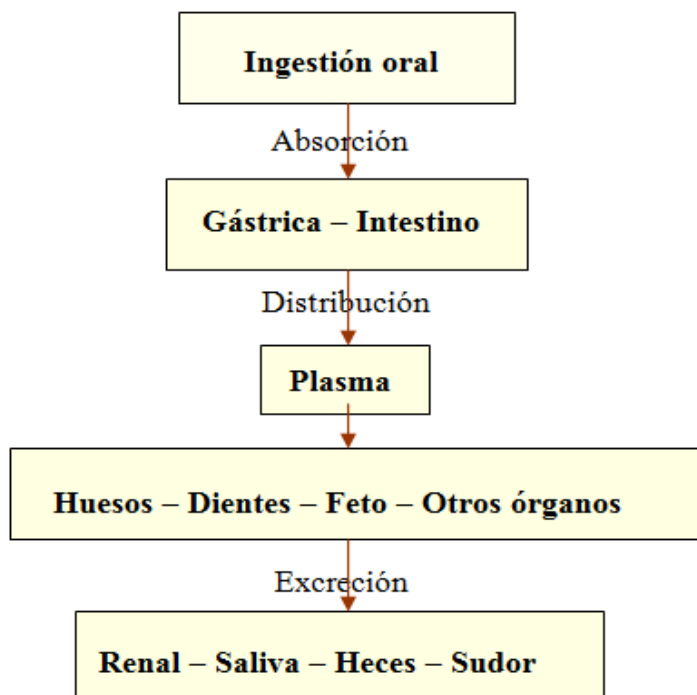 Ingestión oral
Absorción
Gástrica – Intestino
Distribución
Plasma
Huesos – Dientes – Feto – Otros órganos
Excreción
Renal – Saliva – Heces – Sudor